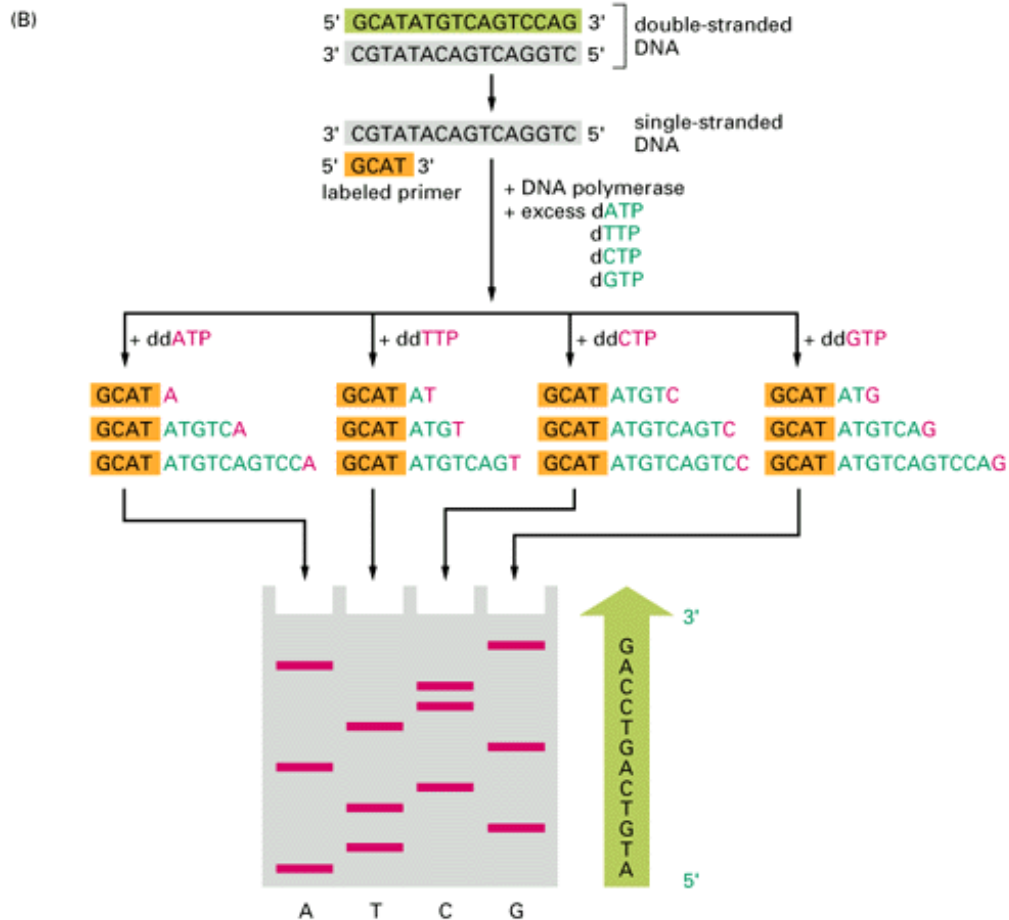 (B)
5' GCATATGTCAGTCCAG 3'
3' CGTATACAGTCAGGTC 5'
double-stranded
DNA
3' CGTATACAGTCAGGTC 5'
single-stranded
DNA
5' GCAT 3'
labeled primer
+ DNA polymerase
+ excess dATP
dTTP
dCTP
dGTP
+ ddATP
+ ddTTP
+ ddCTP
+ ddGTP
GCAT A
GCAT ATGTCA
GCAT ATGTCAGTCCA
GCAT AT
GCAT ATGT
GCAT ATGTCAGT
GCAT ATGTC
GCAT ATGTCAGTC
GCAT ATGTCAGTCC
GCAT ATG
GCAT ATGTCAG
GCAT ATGTCAGTCCAG
3'
GACCTGACTGTA
5'
A T C G